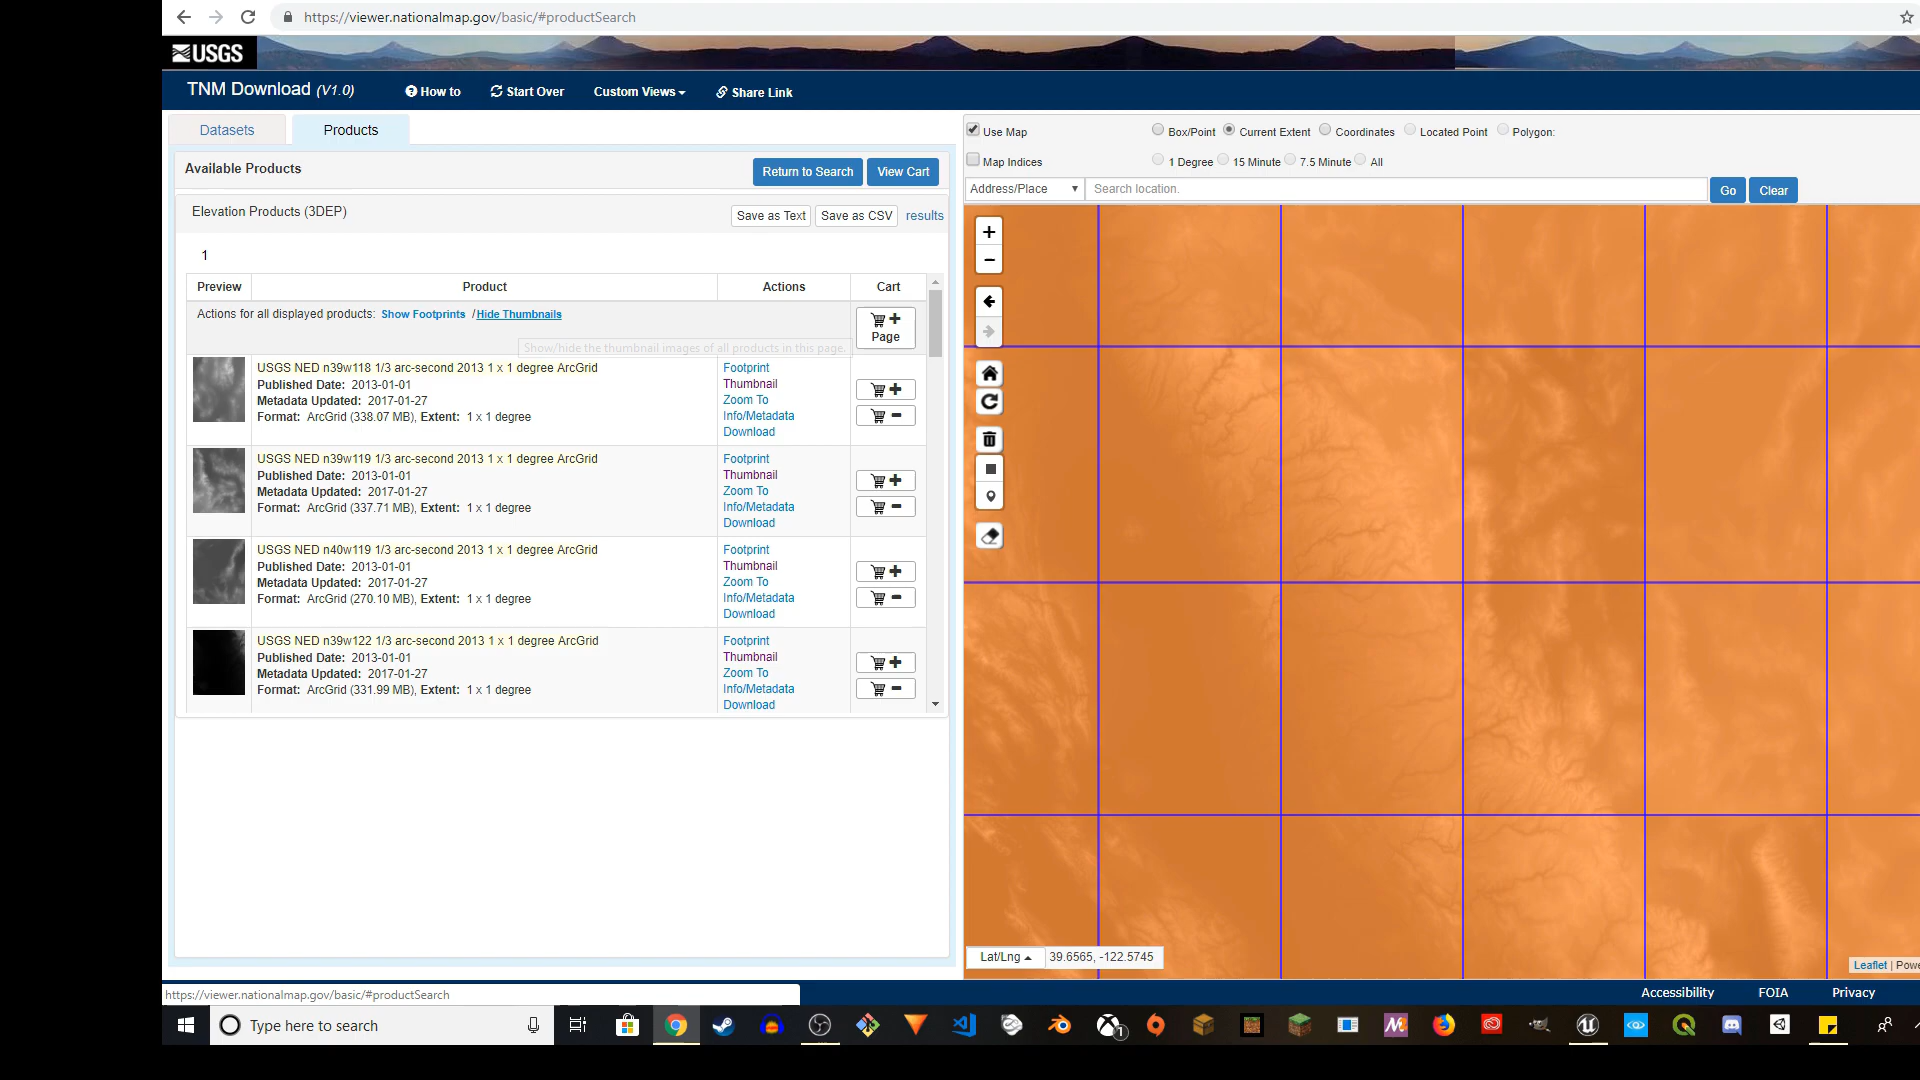 https://viewer.nationalmap.gov/basic/#productSearch
USGS
TNM Download (V1.0)
How to
Start Over
Custom Views
Share Link
Datasets
Products
Available Products
Return to Search
View Cart
Elevation Products (3DEP)
Save as Text
Save as CSV
results
1
Preview
Product
Actions
Cart
Actions for all displayed products: Show Footprints / Hide Thumbnails
Page
Show/hide the thumbnail images of all products in this page.
USGS NED n39w118 1/3 arc-second 2013 1 x 1 degree ArcGrid
Published Date: 2013-01-01
Metadata Updated: 2017-01-27
Format: ArcGrid (338.07 MB), Extent: 1 x 1 degree
Footprint
Thumbnail
Zoom To
Info/Metadata
Download
USGS NED n39w119 1/3 arc-second 2013 1 x 1 degree ArcGrid
Published Date: 2013-01-01
Metadata Updated: 2017-01-27
Format: ArcGrid (337.71 MB), Extent: 1 x 1 degree
Footprint
Thumbnail
Zoom To
Info/Metadata
Download
USGS NED n40w119 1/3 arc-second 2013 1 x 1 degree ArcGrid
Published Date: 2013-01-01
Metadata Updated: 2017-01-27
Format: ArcGrid (270.10 MB), Extent: 1 x 1 degree
Footprint
Thumbnail
Zoom To
Info/Metadata
Download
USGS NED n39w122 1/3 arc-second 2013 1 x 1 degree ArcGrid
Published Date: 2013-01-01
Metadata Updated: 2017-01-27
Format: ArcGrid (331.99 MB), Extent: 1 x 1 degree
Footprint
Thumbnail
Zoom To
Info/Metadata
Download
Use Map
Box/Point
Current Extent
Coordinates
Located Point
Polygon:
Map Indices
1 Degree
15 Minute
7.5 Minute
All
Address/Place
Search location.
Go
Clear
Lat/Lng
39.6565, -122.5745
Leaflet | Powe
Accessibility
FOIA
Privacy
https://viewer.nationalmap.gov/basic/#productSearch
Type here to search
1